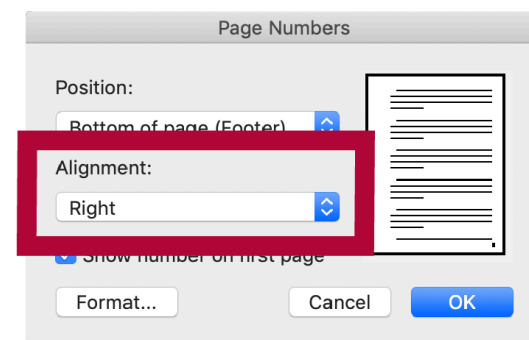 Page Numbers
Position:
Bottom of page (Footer)
Alignment:
Right
Show number on first page
Format...
Cancel
OK